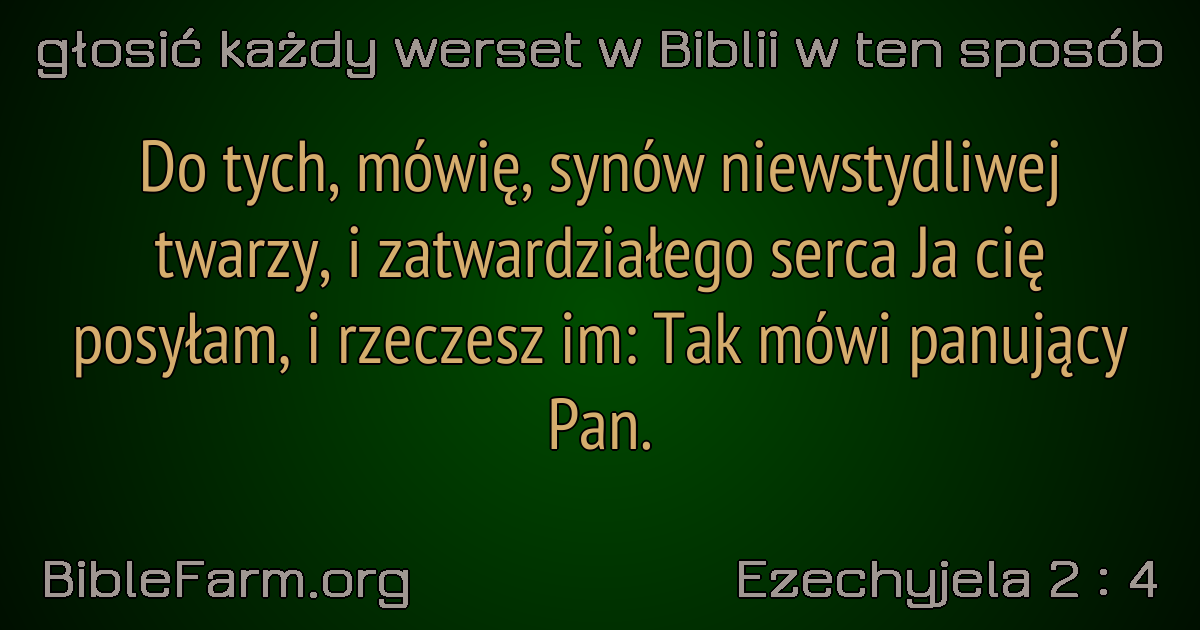 głosić każdy werset w Biblii w ten sposób
Do tych, mówię, synów niewstydliwej
twarzy, i zatwardziałego serca Ja cię
posyłam, i rzeczesz im: Tak mówi panujący
Pan.
BibleFarm.org
Ezechyjela 2 : 4